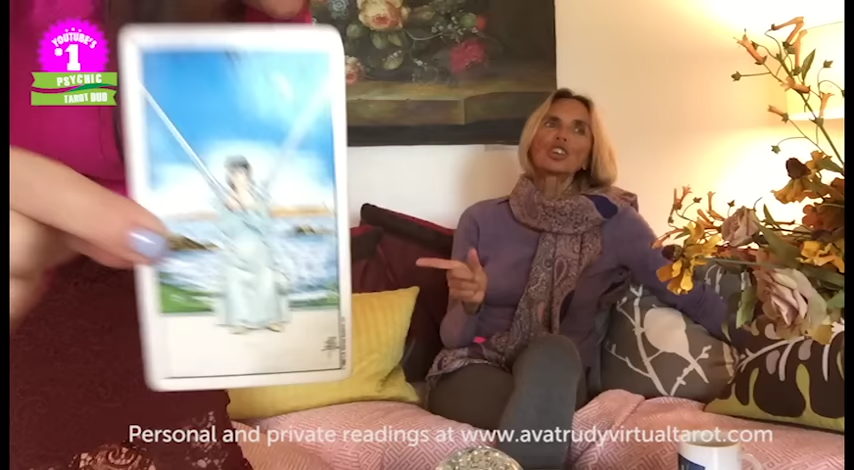 YOUTUBE'S
#1
PSYCHIC
TAROT DUO
Personal and private readings at www.avatrudyvirtualtarot.com